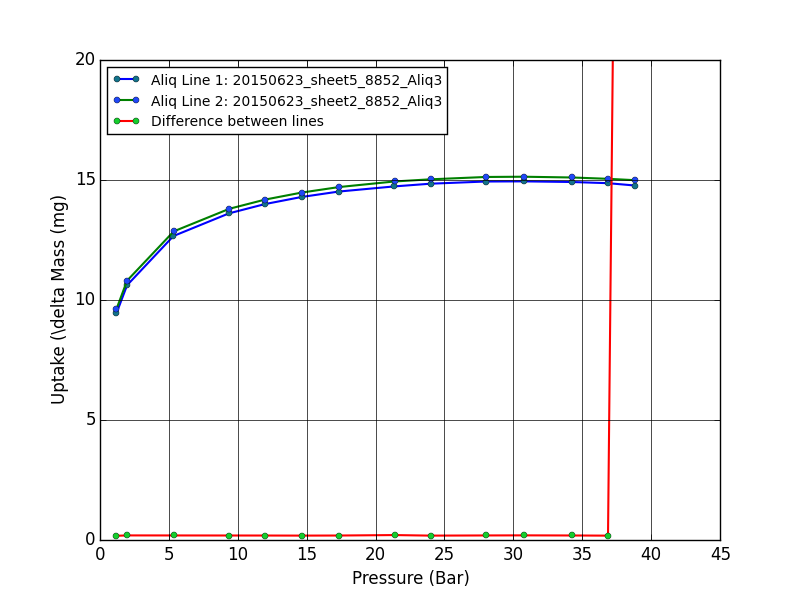 20
15
10
5
0
Uptake (\delta Mass (mg)
Aliq Line 1: 20150623_sheet5_8852_Aliq3
Aliq Line 2: 20150623_sheet2_8852_Aliq3
Difference between lines
0 5 10 15 20 25 30 35 40 45
Pressure (Bar)